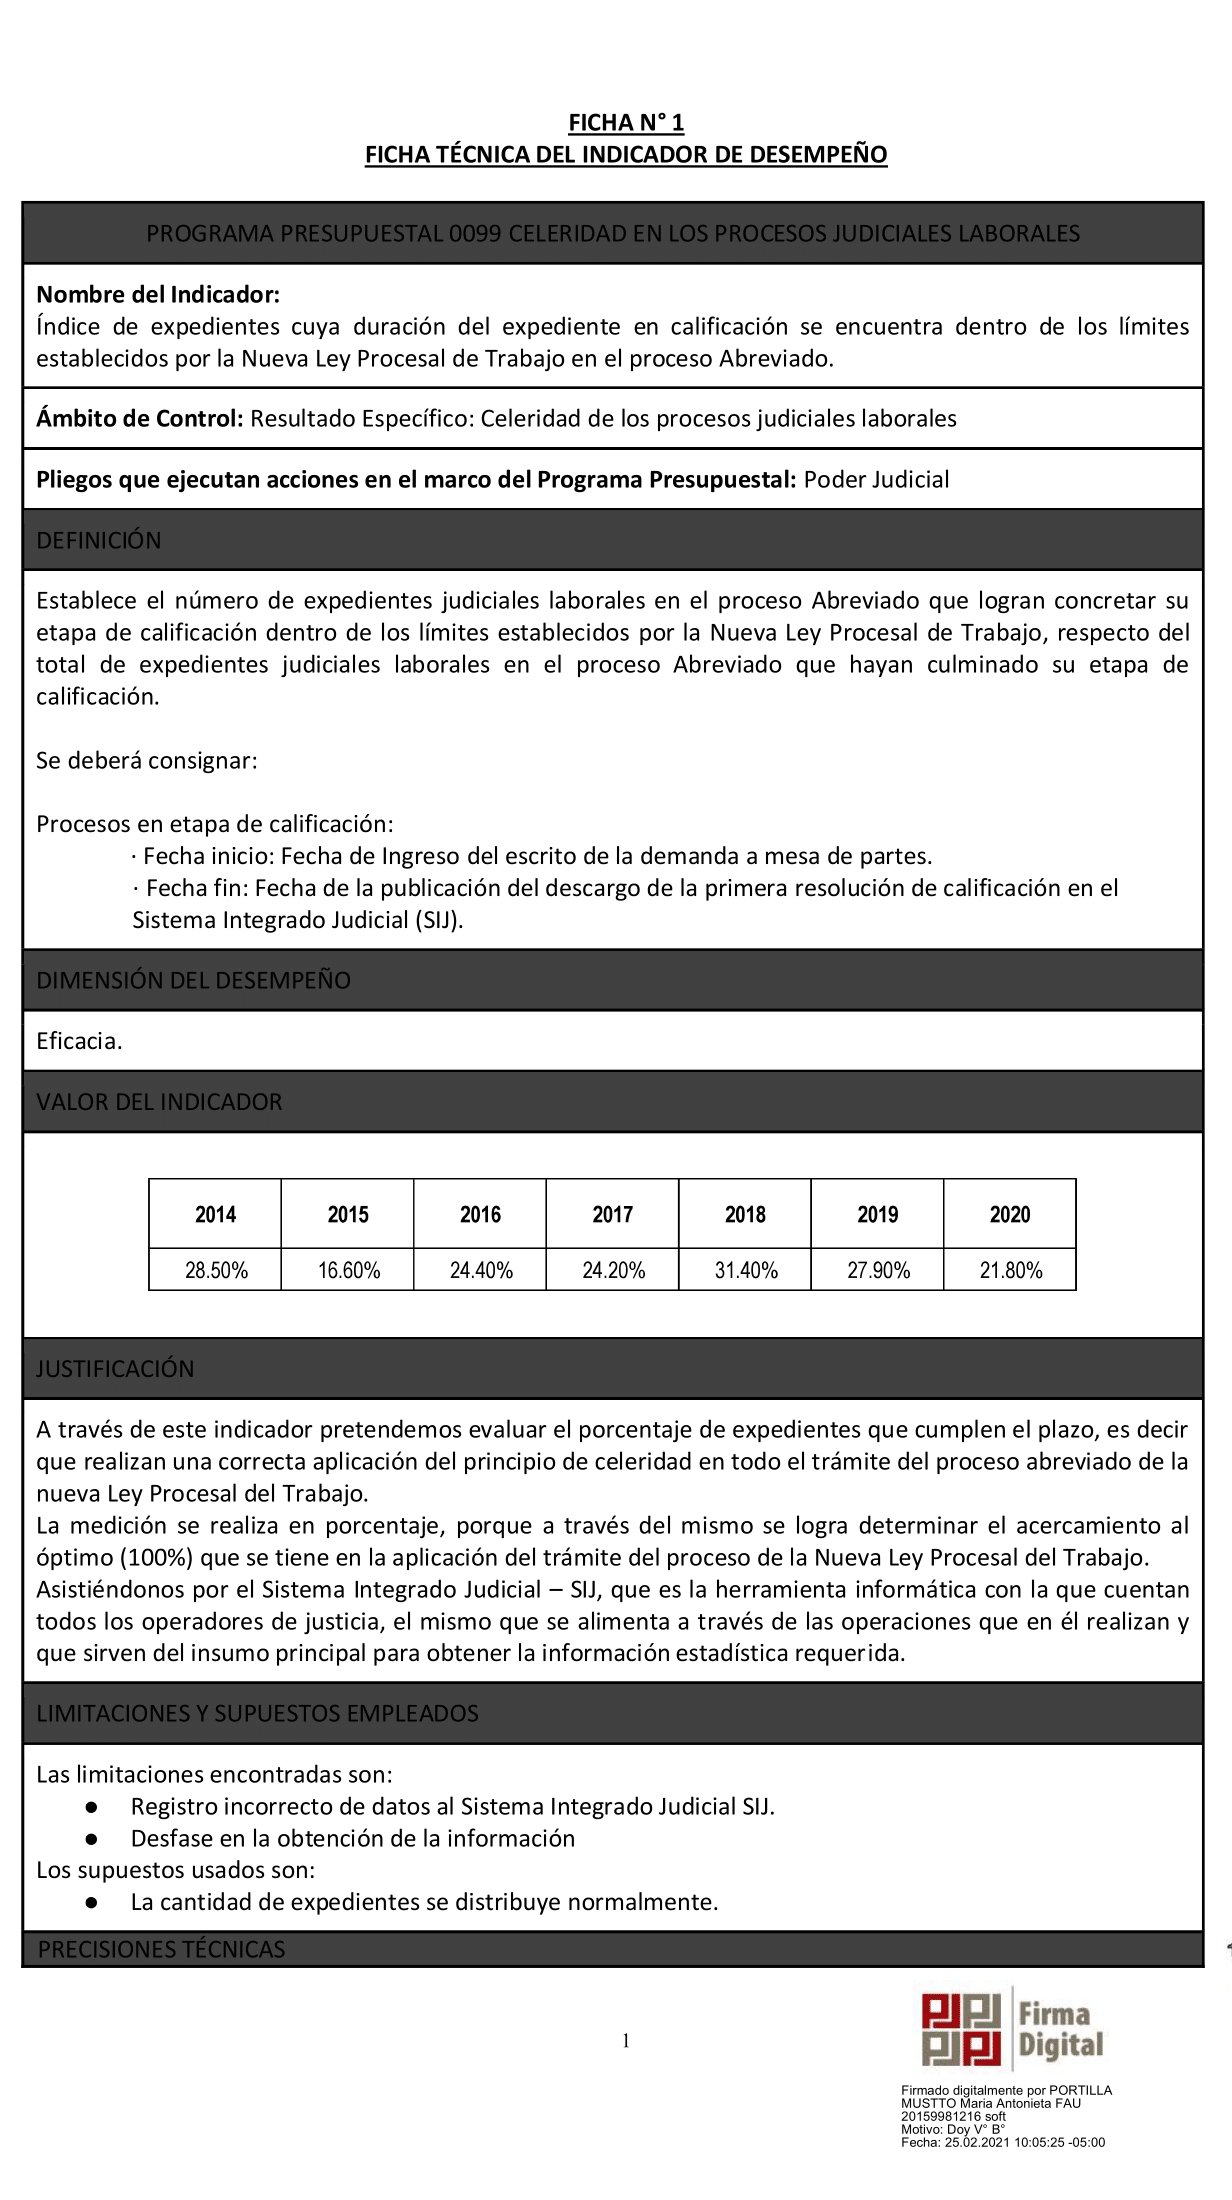 FICHA N° 1
FICHA TÉCNICA DEL INDICADOR DE DESEMPEÑO
PROGRAMA PRESUPUESTAL 0099 CELERIDAD EN LOS PROCESOS JUDICIALES LABORALES
Nombre del Indicador:
Índice de expedientes cuya duración del expediente en calificación se encuentra dentro de los límites
establecidos por la Nueva Ley Procesal de Trabajo en el proceso Abreviado.
Ámbito de Control: Resultado Específico: Celeridad de los procesos judiciales laborales
Pliegos que ejecutan acciones en el marco del Programa Presupuestal: Poder Judicial
DEFINICIÓN
Establece el número de expedientes judiciales laborales en el proceso Abreviado que logran concretar su
etapa de calificación dentro de los límites establecidos por la Nueva Ley Procesal de Trabajo, respecto del
total de expedientes judiciales laborales en el proceso Abreviado que hayan culminado su etapa de
calificación.
Se deberá consignar:
Procesos en etapa de calificación:
· Fecha inicio: Fecha de Ingreso del escrito de la demanda a mesa de partes.
· Fecha fin: Fecha de la publicación del descargo de la primera resolución de calificación en el
Sistema Integrado Judicial (SIJ).
DIMENSIÓN DEL DESEMPEÑO
Eficacia.
VALOR DEL INDICADOR
2014 2015 2016 2017 2018 2019 2020
28.50% 16.60% 24.40% 24.20% 31.40% 27.90% 21.80%
JUSTIFICACIÓN
A través de este indicador pretendemos evaluar el porcentaje de expedientes que cumplen el plazo, es decir
que realizan una correcta aplicación del principio de celeridad en todo el trámite del proceso abreviado de la
nueva Ley Procesal del Trabajo.
La medición se realiza en porcentaje, porque a través del mismo se logra determinar el acercamiento al
óptimo (100%) que se tiene en la aplicación del trámite del proceso de la Nueva Ley Procesal del Trabajo.
Asistiéndonos por el Sistema Integrado Judicial – SIJ, que es la herramienta informática con la que cuentan
todos los operadores de justicia, el mismo que se alimenta a través de las operaciones que en él realizan y
que sirven del insumo principal para obtener la información estadística requerida.
LIMITACIONES Y SUPUESTOS EMPLEADOS
Las limitaciones encontradas son:
● Registro incorrecto de datos al Sistema Integrado Judicial SIJ.
● Desfase en la obtención de la información
Los supuestos usados son:
● La cantidad de expedientes se distribuye normalmente.
PRECISIONES TÉCNICAS
1
Firma
Digital
Firmado digitalmente por PORTILLA
MUSTTO Maria Antonieta FAU
20159981216 soft
Motivo: Doy V° B°
Fecha: 25.02.2021 10:05:25 -05:00